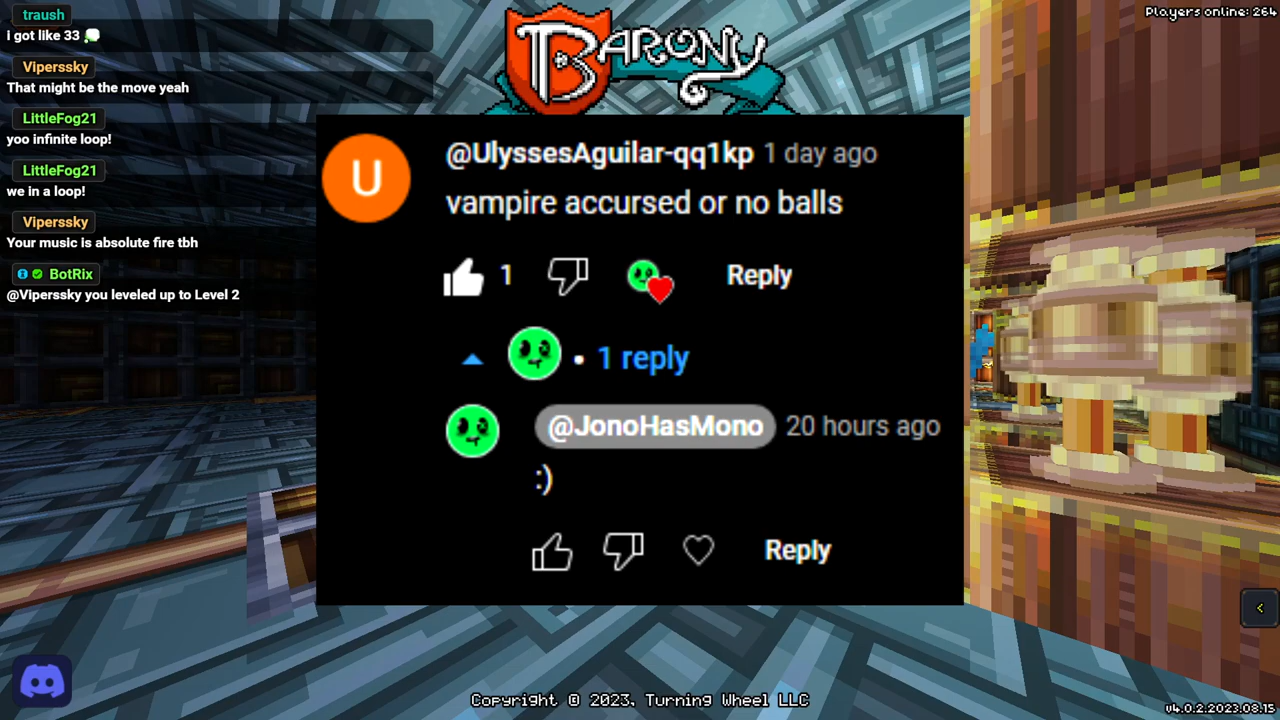 traush
i got like 33
Viperssky
That might be the move yeah
LittleFog21
yoo infinite loop!
LittleFog21
we in a loop!
Viperssky
Your music is absolute fire tbh
BotRix
@Viperssky you leveled up to Level 2
BARONY
Players online: 264
U
@UlyssesAguilar-qq1kp 1 day ago
vampire accursed or no balls
1 Reply
• 1 reply
@JonoHasMono 20 hours ago
:)
Reply
<
Copyright © 2023, Turning Wheel LLC
v4.0.2.2023.08.15